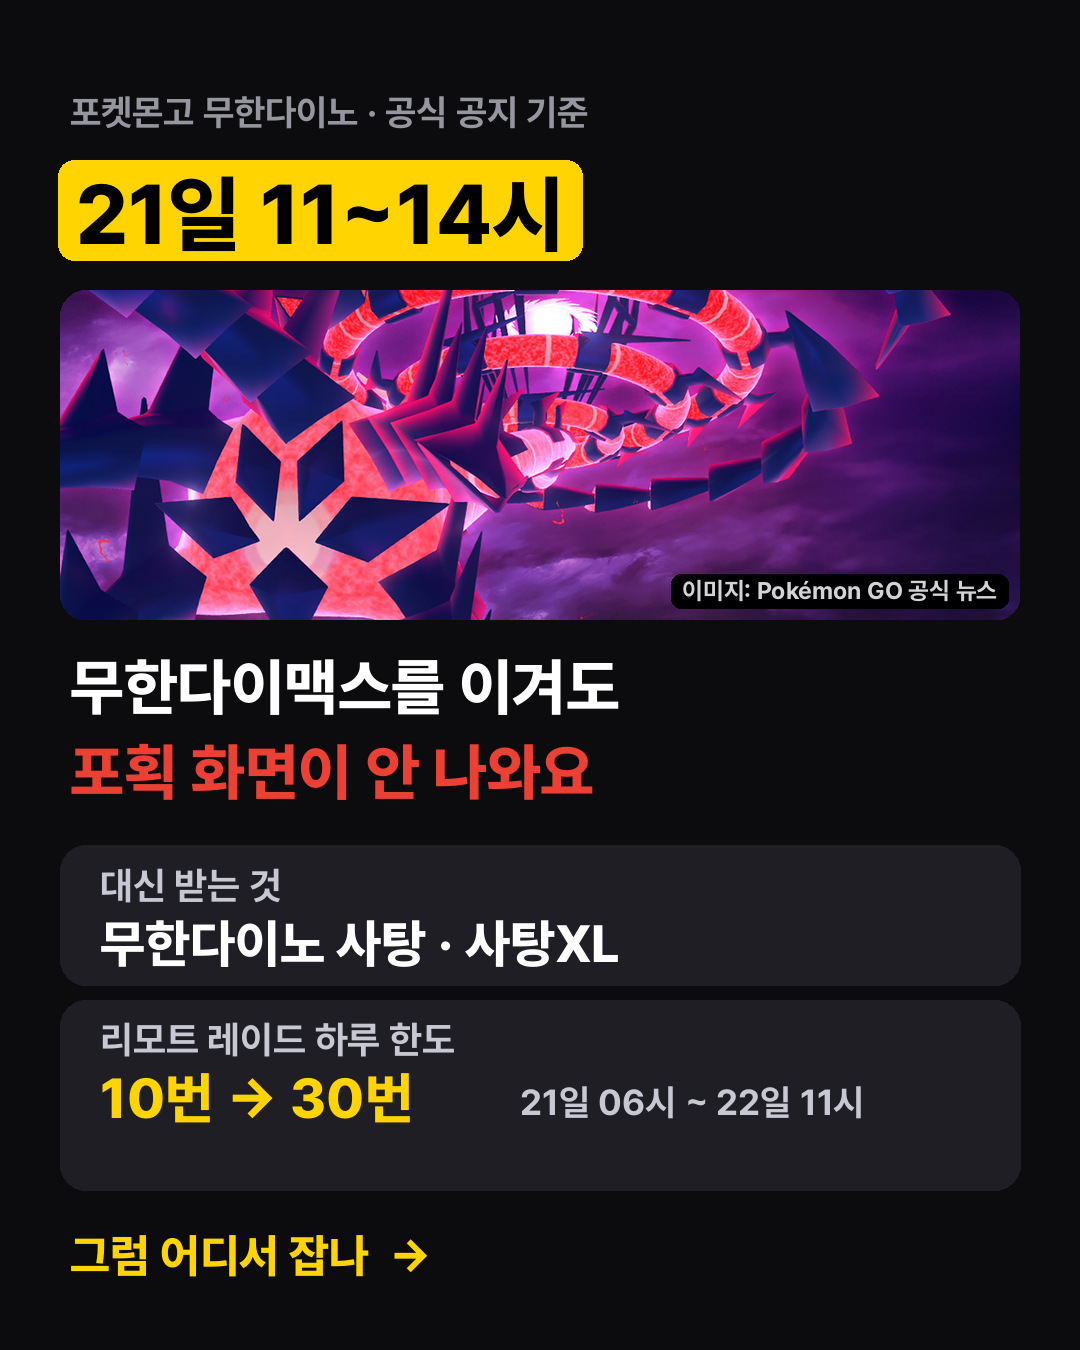 포켓몬고 무한다이노 · 공식 공지 기준
21일 11~14시
이미지: Pokémon GO 공식 뉴스
무한다이맥스를 이겨도
포획 화면이 안 나와요
대신 받는 것
무한다이노 사탕 · 사탕XL
리모트 레이드 하루 한도
10번 → 30번 21일 06시 ~ 22일 11시
그럼 어디서 잡나 →